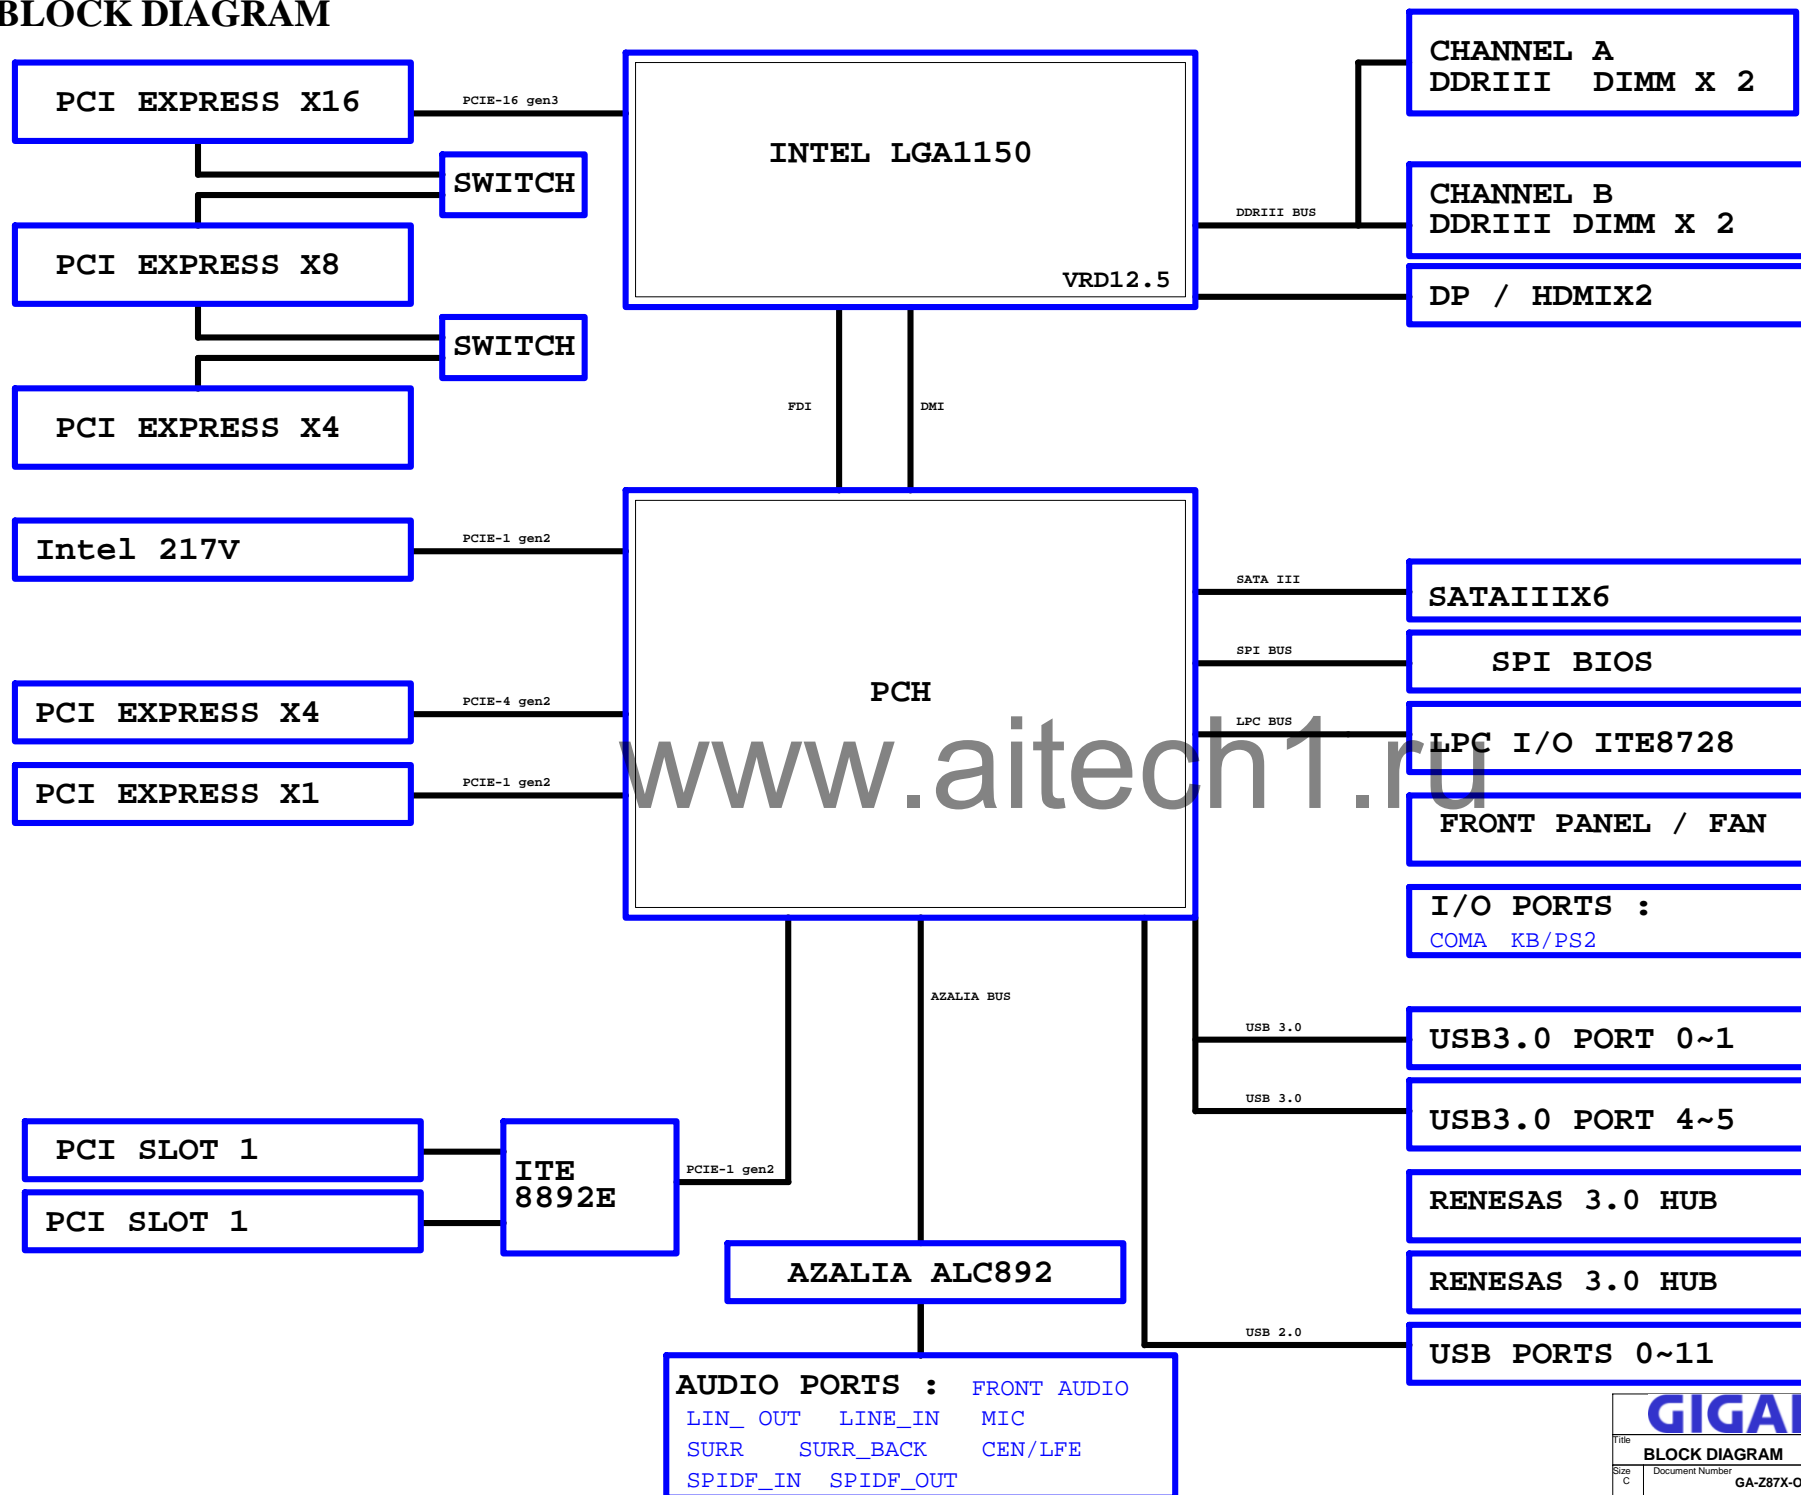 BLOCK DIAGRAM
PCI EXPRESS X16
PCIE-16 gen3
SWITCH
PCI EXPRESS X8
SWITCH
PCI EXPRESS X4
INTEL LGA1150
VRD12.5
CHANNEL A
DDRIII DIMM X 2
DDRIII BUS
CHANNEL B
DDRIII DIMM X 2
DP / HDMIX2
FDI
DMI
Intel 217V
PCIE-1 gen2
PCI EXPRESS X4
PCIE-4 gen2
PCI EXPRESS X1
PCIE-1 gen2
PCH
www.aitech1.ru
SATA III
SATAIIIX6
SPI BUS
SPI BIOS
LPC BUS
LPC I/O ITE8728
FRONT PANEL / FAN
I/O PORTS :
COMA KB/PS2
AZALIA BUS
USB 3.0
USB3.0 PORT 0~1
USB 3.0
USB3.0 PORT 4~5
PCI SLOT 1
PCI SLOT 1
ITE
8892E
PCIE-1 gen2
RENESAS 3.0 HUB
RENESAS 3.0 HUB
AZALIA ALC892
USB 2.0
USB PORTS 0~11
AUDIO PORTS : FRONT AUDIO
LIN_ OUT LINE_IN MIC
SURR SURR_BACK CEN/LFE
SPIDF_IN SPIDF_OUT
Title
BLOCK DIAGRAM
Size
C
Document Number
GA-Z87X-O